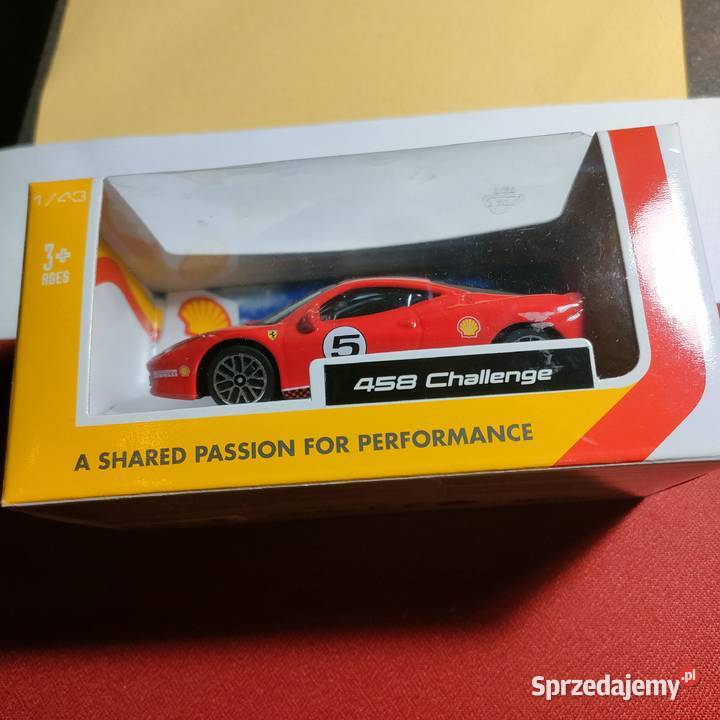 1/43
3+
AGES
5
458 Challenge
A SHARED PASSION FOR PERFORMANCE
Sprzedajemy.pl